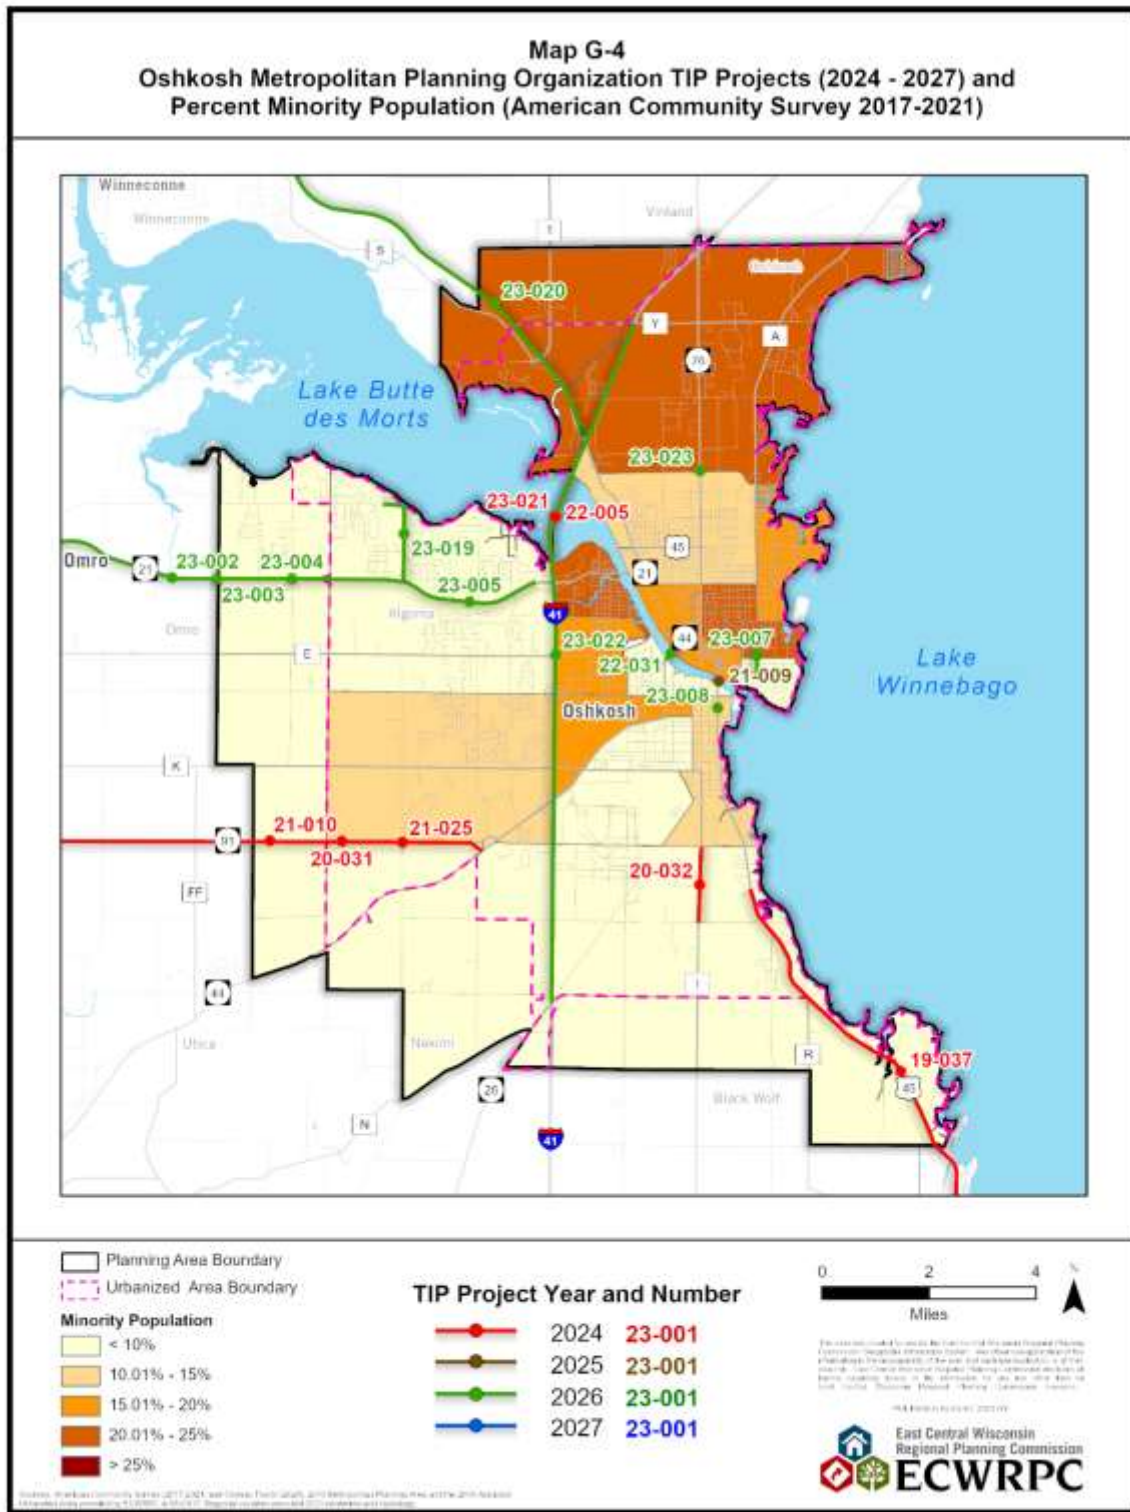 Map G-4
Oshkosh Metropolitan Planning Organization TIP Projects (2024 - 2027) and
Percent Minority Population (American Community Survey 2017-2021)
Winneconne
Winneconne
Vinland
T
S
Oshkosh
23-020
Y
A
76
Lake Butte
des Morts
23-023
23-021
22-005
45
Omro
21
23-002
23-004
23-019
23-003
23-005
21
Algoma
41
Omro
E
23-022
44
23-007
22-031
21-009
Lake
Winnebago
23-008
Oshkosh
K
91
21-010
21-025
20-031
20-032
FF
44
I
Utica
Nekimi
R
19-037
45
26
Black Wolf
N
41
Planning Area Boundary
Urbanized Area Boundary
Minority Population
< 10%
10.01% - 15%
15.01% - 20%
20.01% - 25%
> 25%
TIP Project Year and Number
2024 23-001
2025 23-001
2026 23-001
2027 23-001
0 2 4
Miles
East Central Wisconsin
Regional Planning Commission
ECWRPC